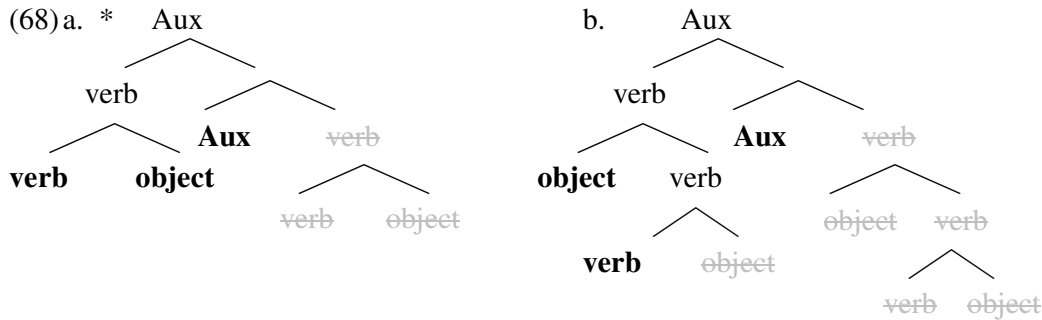 (68) a. * Aux b. Aux
verb verb
Aux verb Aux verb
verb object object verb
verb object object verb
verb object
verb object